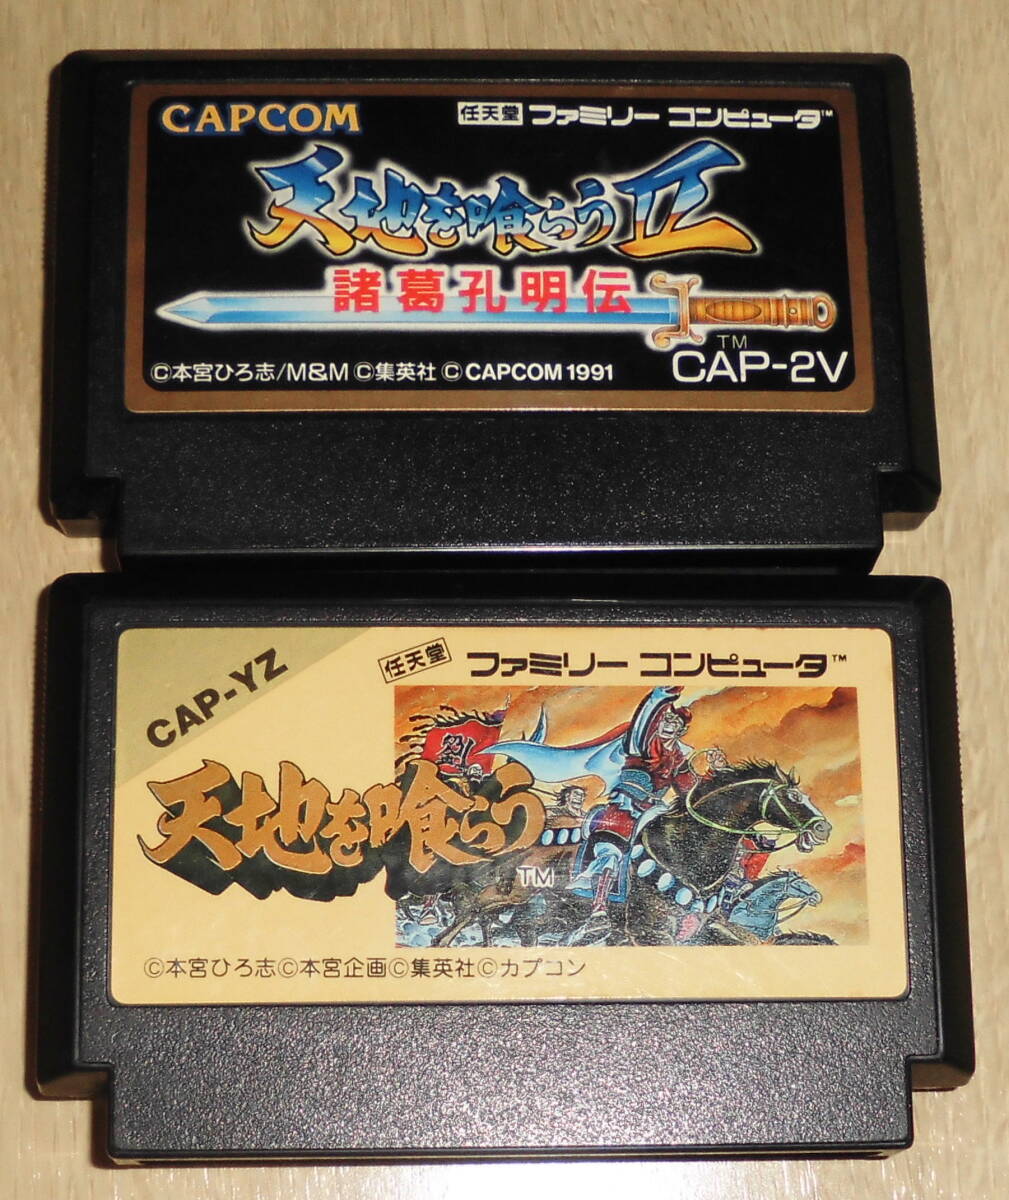 CAPCOM 任天堂 ファミリー コンピュータ™
天地を喰らうⅡ
諸葛孔明伝
TM
©本宮ひろ志/M&M ©集英社 © CAPCOM 1991 CAP-2V
CAP-YZ 任天堂 ファミリー コンピュータ™
劉
天地を喰らう
TM
©本宮ひろ志©本宮企画©集英社©カプコン